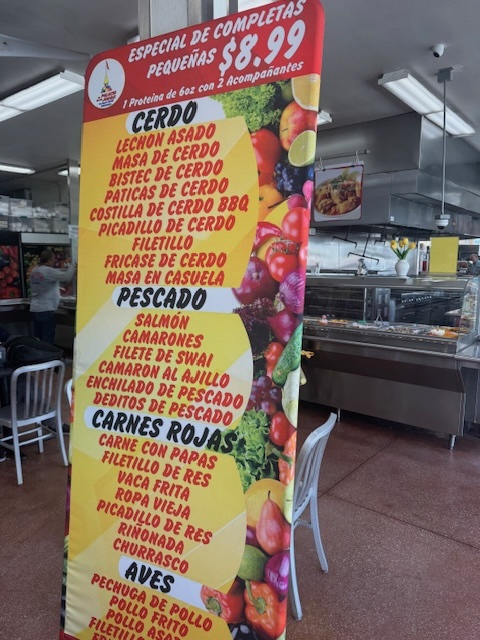 ESPECIAL DE COMPLETAS
PEQUEÑAS $8.99
1 Proteína de 6oz con 2 Acompañantes
CERDO
LECHON ASADO
MASA DE CERDO
BISTEC DE CERDO
PATICAS DE CERDO
COSTILLA DE CERDO BBQ
PICADILLO DE CERDO
FILETILLO
FRICASE DE CERDO
MASA EN CASUELA
PESCADO
SALMÓN
CAMARONES
FILETE DE SWAI
CAMARON AL AJILLO
ENCHILADO DE PESCADO
DEDITOS DE PESCADO
CARNES ROJAS
CARNE CON PAPAS
FILETILLO DE RES
VACA FRITA
ROPA VIEJA
PICADILLO DE RES
RIÑONADA
CHURRASCO
AVES
PECHUGA DE POLLO
POLLO FRITO
POLLO ASADO
FILETILLO